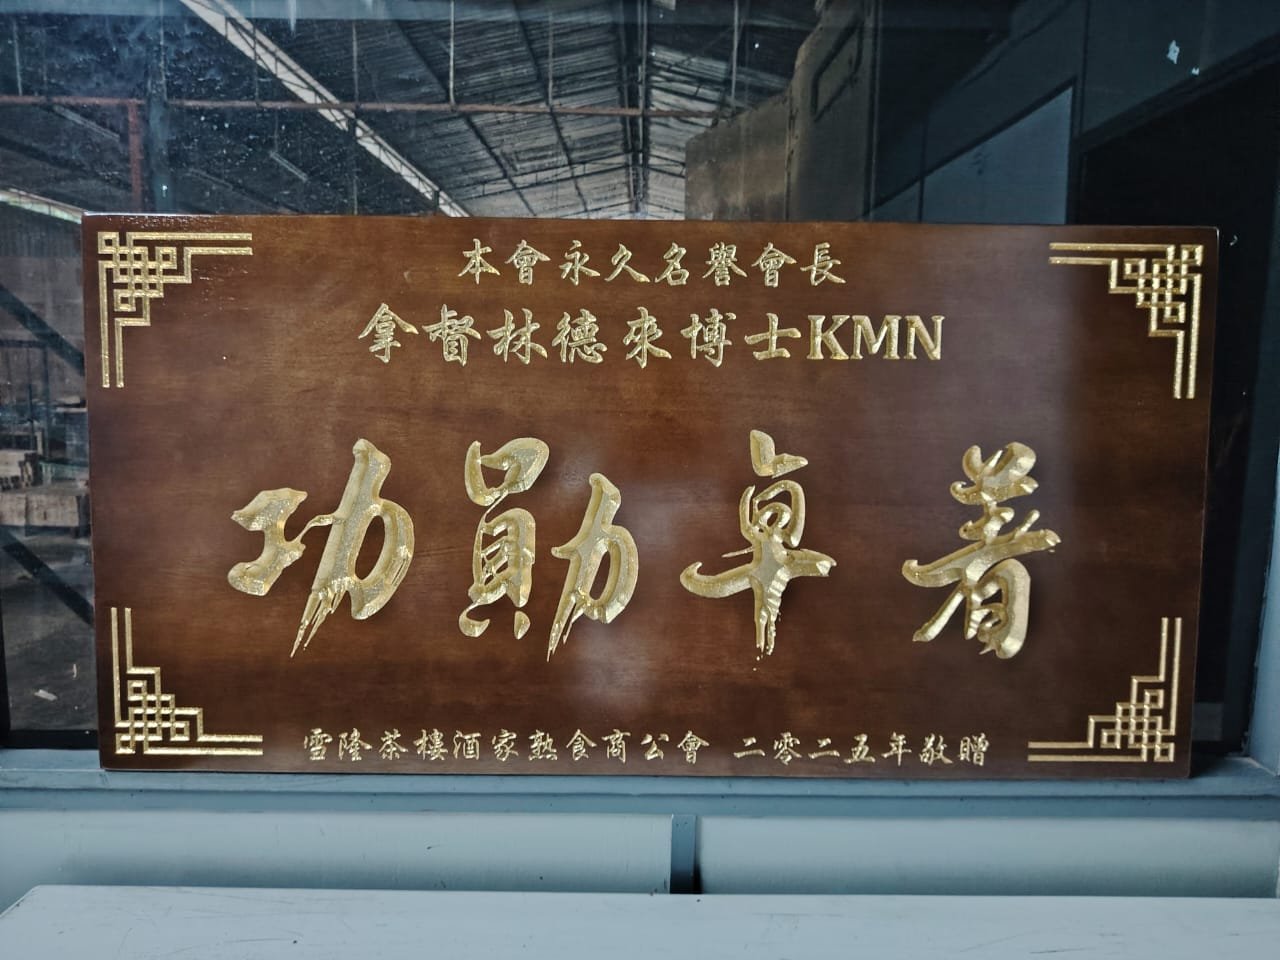 本會永久名譽會長
拿督林德來博士KMN
功勛卓著
雪隆茶樓酒家熟食商公會 二零二五年敬贈